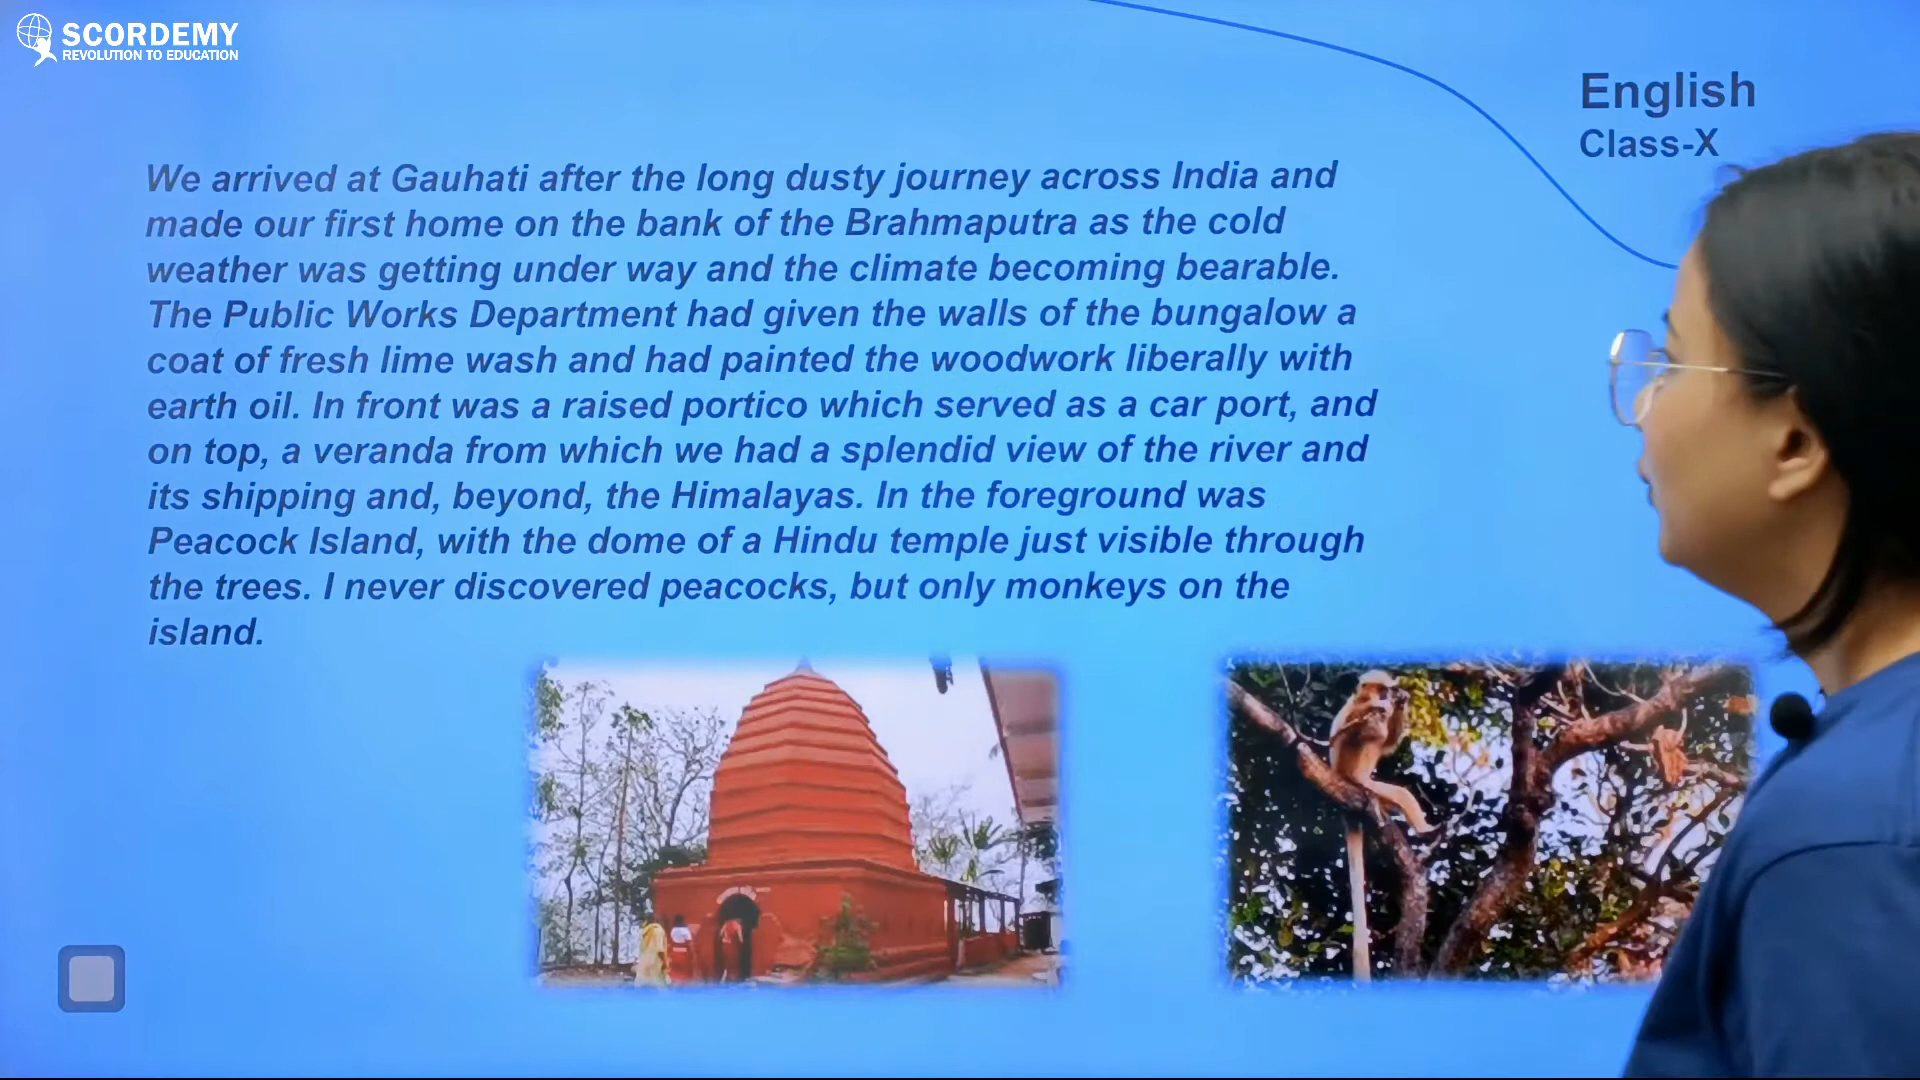 SCORDEMY
REVOLUTION TO EDUCATION
English
Class-X
We arrived at Gauhati after the long dusty journey across India and
made our first home on the bank of the Brahmaputra as the cold
weather was getting under way and the climate becoming bearable.
The Public Works Department had given the walls of the bungalow a
coat of fresh lime wash and had painted the woodwork liberally with
earth oil. In front was a raised portico which served as a car port, and
on top, a veranda from which we had a splendid view of the river and
its shipping and, beyond, the Himalayas. In the foreground was
Peacock Island, with the dome of a Hindu temple just visible through
the trees. I never discovered peacocks, but only monkeys on the
island.